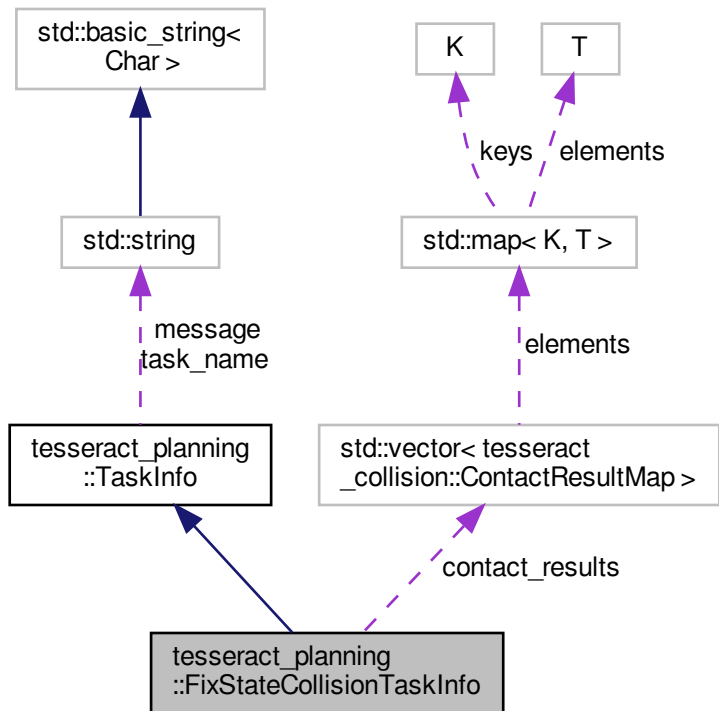 std::basic_string<
Char >
K
T
keys
elements
std::string
std::map< K, T >
message
task_name
elements
tesseract_planning
::TaskInfo
std::vector< tesseract
_collision::ContactResultMap >
contact_results
tesseract_planning
::FixStateCollisionTaskInfo